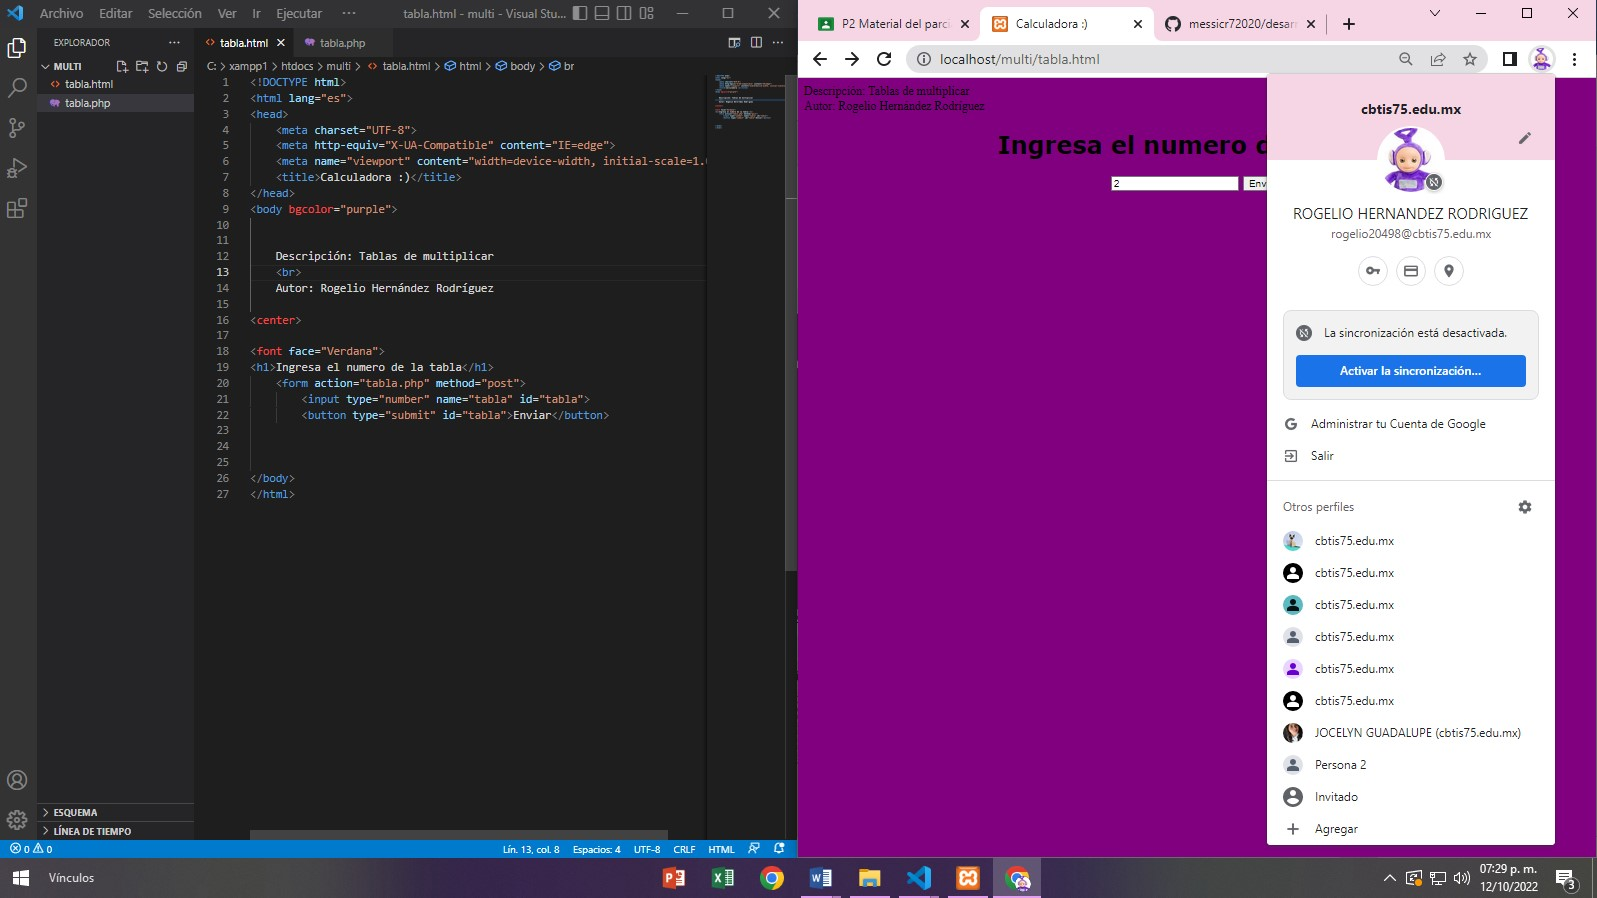 Archivo Editar Selección Ver Ir Ejecutar ··· tabla.html - multi - Visual Stu...
EXPLORADOR ···
MULTI
tabla.html
tabla.php
ESQUEMA
LÍNEA DE TIEMPO
tabla.html tabla.php
C: > xampp1 > htdocs > multi > tabla.html > html > body > br
1 <!DOCTYPE html>
2 <html lang="es">
3 <head>
4 <meta charset="UTF-8">
5 <meta http-equiv="X-UA-Compatible" content="IE=edge">
6 <meta name="viewport" content="width=device-width, initial-scale=1.
7 <title>Calculadora :)</title>
8 </head>
9 <body bgcolor="purple">
10
11
12 Descripción: Tablas de multiplicar
13 <br>
14 Autor: Rogelio Hernández Rodríguez
15
16 <center>
17
18 <font face="Verdana">
19 <h1>Ingresa el numero de la tabla</h1>
20 <form action="tabla.php" method="post">
21 <input type="number" name="tabla" id="tabla">
22 <button type="submit" id="tabla">Enviar</button>
23
24
25
26 </body>
27 </html>
0 0 Lín. 13, col. 8 Espacios: 4 UTF-8 CRLF HTML
P2 Material del parci Calculadora :) messicr72020/desar
localhost/multi/tabla.html
Descripción: Tablas de multiplicar
Autor: Rogelio Hernández Rodríguez
Ingresa el numero d
2 Env
cbtis75.edu.mx
ROGELIO HERNANDEZ RODRIGUEZ
rogelio20498@cbtis75.edu.mx
La sincronización está desactivada.
Activar la sincronización...
Administrar tu Cuenta de Google
Salir
Otros perfiles
cbtis75.edu.mx
cbtis75.edu.mx
cbtis75.edu.mx
cbtis75.edu.mx
cbtis75.edu.mx
cbtis75.edu.mx
JOCELYN GUADALUPE (cbtis75.edu.mx)
Persona 2
Invitado
Agregar
Vínculos
07:29 p. m.
12/10/2022
3